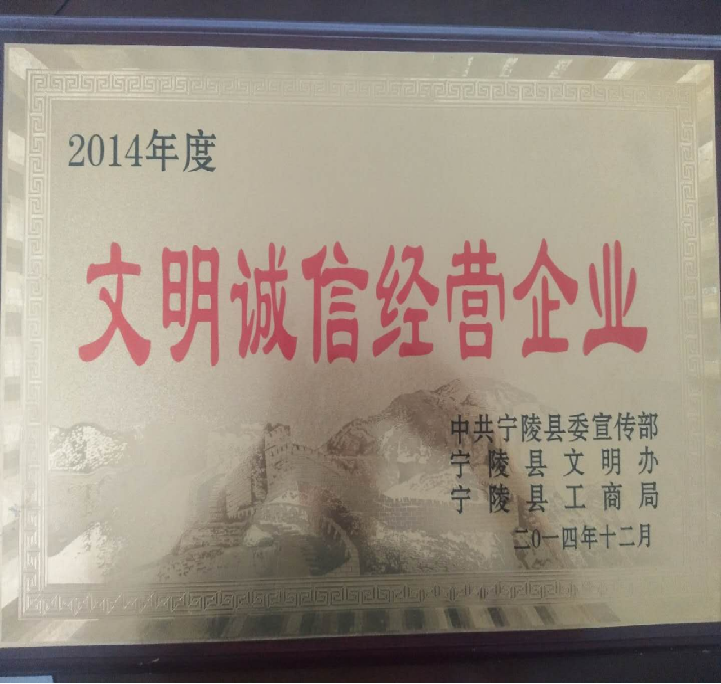 2014年度
文明诚信经营企业
中共宁陵县委宣传部
宁陵县文明办
宁陵县工商局
二〇一四年十二月